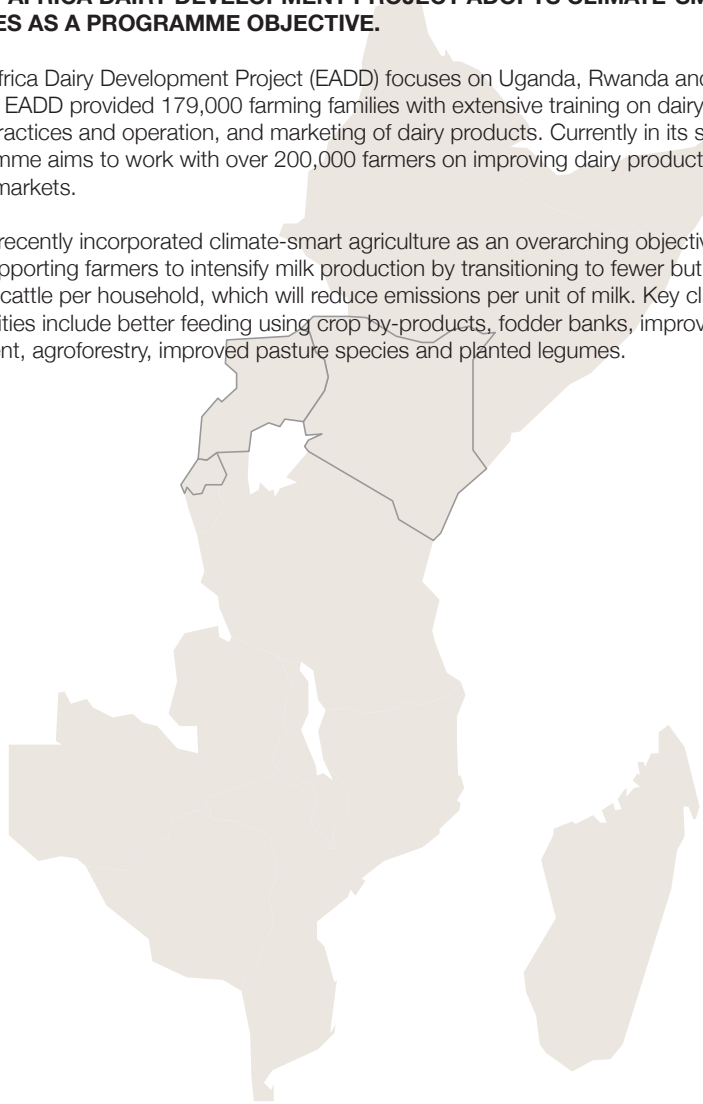 AFRICA DAIRY DEVELOPMENT PROJECT ADOPTS CLIMATE-SM
ES AS A PROGRAMME OBJECTIVE.
frica Dairy Development Project (EADD) focuses on Uganda, Rwanda and
EADD provided 179,000 farming families with extensive training on dairy
ractices and operation, and marketing of dairy products. Currently in its s
mme aims to work with over 200,000 farmers on improving dairy product
markets.
recently incorporated climate-smart agriculture as an overarching objectiv
pporting farmers to intensify milk production by transitioning to fewer but
cattle per household, which will reduce emissions per unit of milk. Key cl
ities include better feeding using crop by-products, fodder banks, improv
ent, agroforestry, improved pasture species and planted legumes.